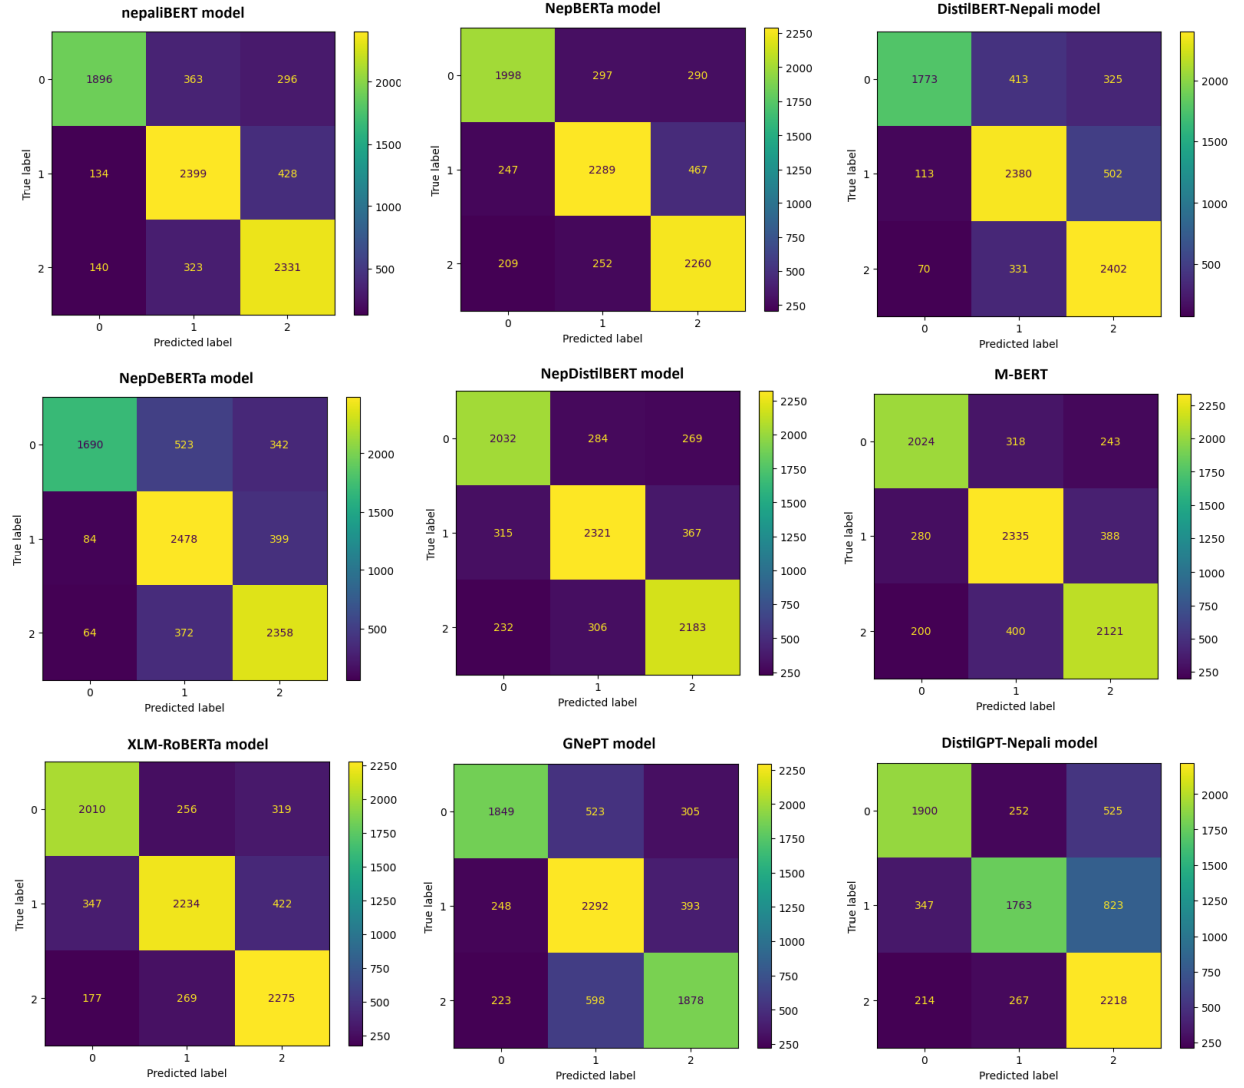 nepaliBERT model
0 1896 363 296
1 134 2399 428
2 140 323 2331
0 1 2
True label
Predicted label
2000
1500
1000
500
NepBERTa model
0 1998 297 290
1 247 2289 467
2 209 252 2260
0 1 2
True label
Predicted label
2250
2000
1750
1500
1250
1000
750
500
250
DistilBERT-Nepali model
0 1773 413 325
1 113 2380 502
2 70 331 2402
0 1 2
True label
Predicted label
2000
1500
1000
500
NepDeBERTa model
0 1690 523 342
1 84 2478 399
2 64 372 2358
0 1 2
True label
Predicted label
2000
1500
1000
500
NepDistilBERT model
0 2032 284 269
1 315 2321 367
2 232 306 2183
0 1 2
True label
Predicted label
2250
2000
1750
1500
1250
1000
750
500
250
M-BERT
0 2024 318 243
1 280 2335 388
2 200 400 2121
0 1 2
True label
Predicted label
2250
2000
1750
1500
1250
1000
750
500
250
XLM-RoBERTa model
0 2010 256 319
1 347 2234 422
2 177 269 2275
0 1 2
True label
Predicted label
2250
2000
1750
1500
1250
1000
750
500
250
GNePT model
0 1849 523 305
1 248 2292 393
2 223 598 1878
0 1 2
True label
Predicted label
2250
2000
1750
1500
1250
1000
750
500
250
DistilGPT-Nepali model
0 1900 252 525
1 347 1763 823
2 214 267 2218
0 1 2
True label
Predicted label
2000
1750
1500
1250
1000
750
500
250